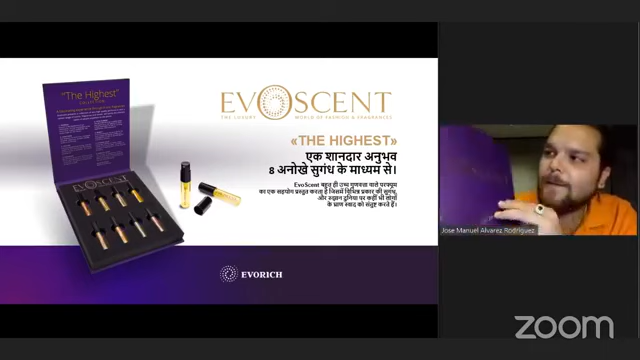 "The Highest"
COLLECTION
EVOSCENT
EVOSCENT
THE LUXURY WORLD OF FASHION & FRAGRANCES
«THE HIGHEST»
एक शानदार अनुभव
8 अनोखे सुगंध के माध्यम से।
EvoScent बहुत ही उच्च गुणवत्ता वाले परफ्यूम
का एक सहयोग प्रस्तुत करता है जिसमें विभिन्न प्रकार की सुगंध,
और रुझान दुनिया पर कहीं भी लोगों
के घ्राण स्वाद को संतुष्ट करते हैं।
EVORICH
Jose Manuel Alvarez Rodríguez
zoom